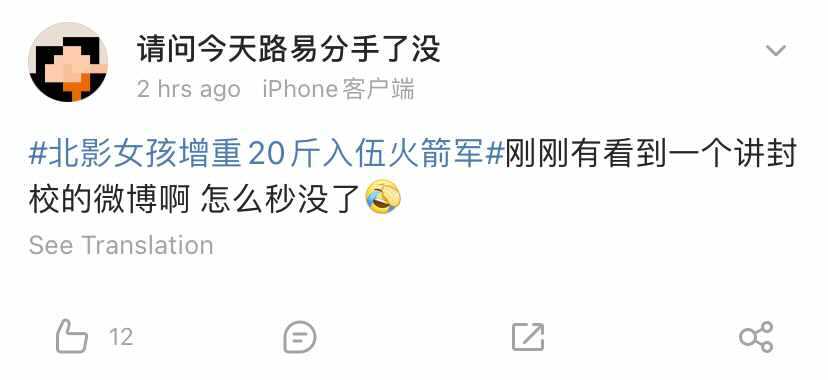 请问今天路易分手了没
2 hrs ago iPhone客户端
#北影女孩增重20斤入伍火箭军#刚刚有看到一个讲封
校的微博啊 怎么秒没了🤣
See Translation
12